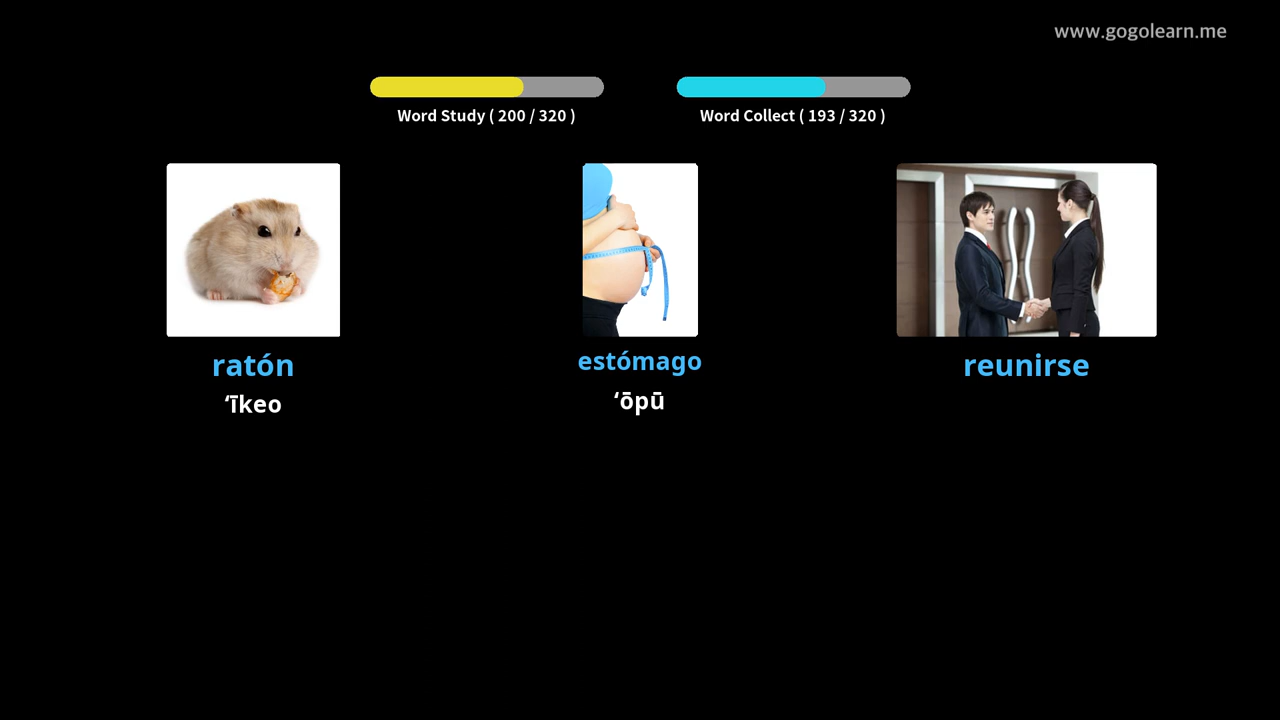 www.gogolearn.me
Word Study ( 200 / 320 )
Word Collect ( 193 / 320 )
ratón
ʻīkeo
estómago
ʻōpū
reunirse